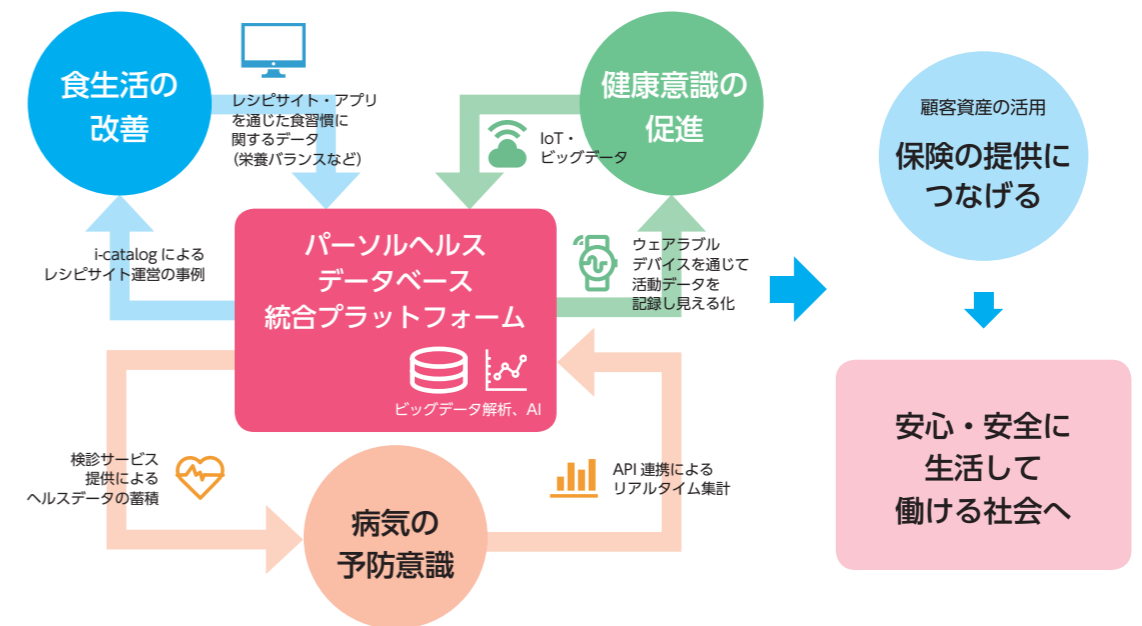 食生活の
改善
レシピサイト・アプリ
を通じた食習慣に
関するデータ
（栄養バランスなど）
健康意識の
促進
IoT・
ビッグデータ
i-catalog による
レシピサイト運営の事例
パーソルヘルス
データベース
統合プラットフォーム
ビッグデータ解析、AI
ウェアラブル
デバイスを通じて
活動データを
記録し見える化
検診サービス
提供による
ヘルスデータの蓄積
病気の
予防意識
API 連携による
リアルタイム集計
顧客資産の活用
保険の提供に
つなげる
安心・安全に
生活して
働ける社会へ